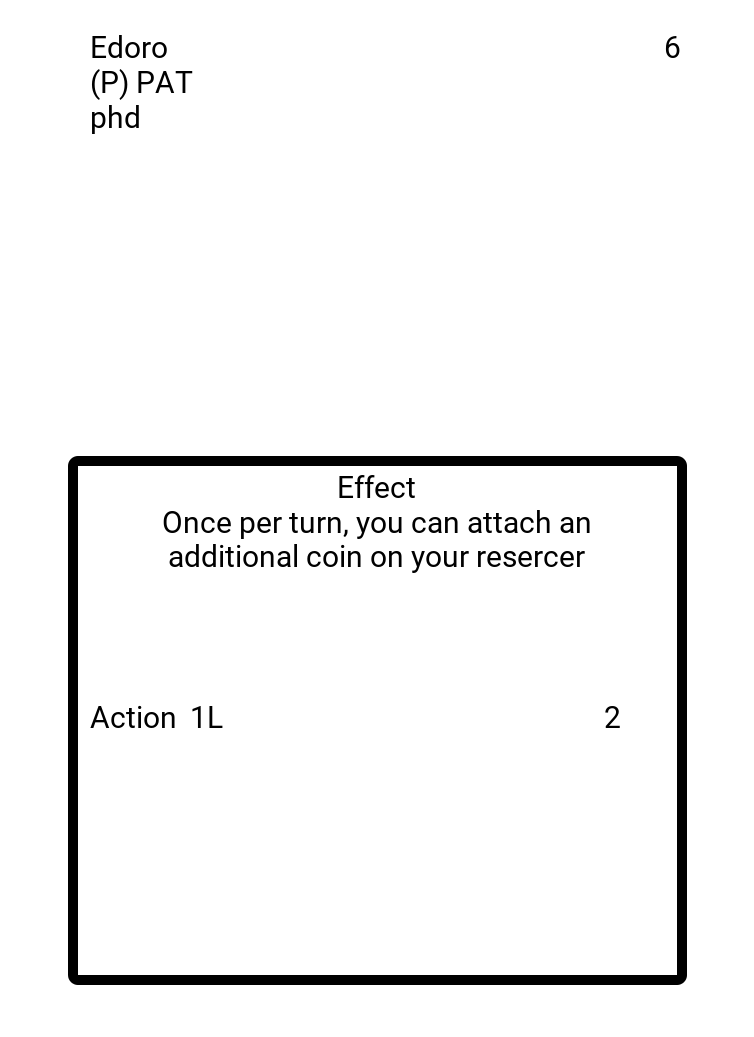 Edoro 6
(P) PAT
phd
Effect
Once per turn, you can attach an
additional coin on your resercer
Action 1L 2